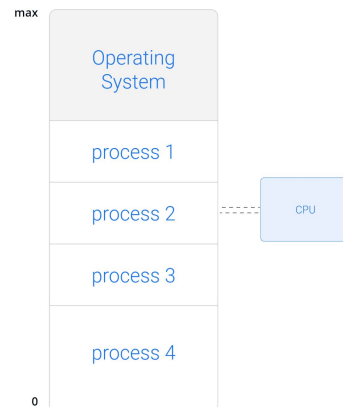 max
Operating
System
process 1
process 2
CPU
process 3
process 4
0